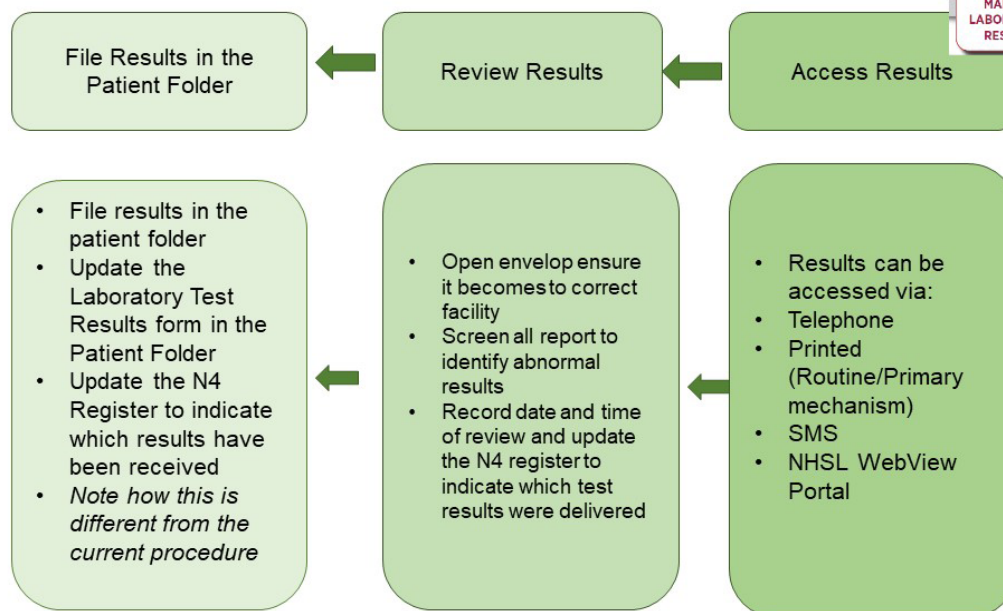 MA
LABO
RES
File Results in the
Patient Folder
Review Results
Access Results
• File results in the
patient folder
• Update the
Laboratory Test
Results form in the
Patient Folder
• Update the N4
Register to indicate
which results have
been received
• Note how this is
different from the
current procedure
• Open envelop ensure
it becomes to correct
facility
• Screen all report to
identify abnormal
results
• Record date and time
of review and update
the N4 register to
indicate which test
results were delivered
• Results can be
accessed via:
• Telephone
• Printed
(Routine/Primary
mechanism)
• SMS
• NHSL WebView
Portal